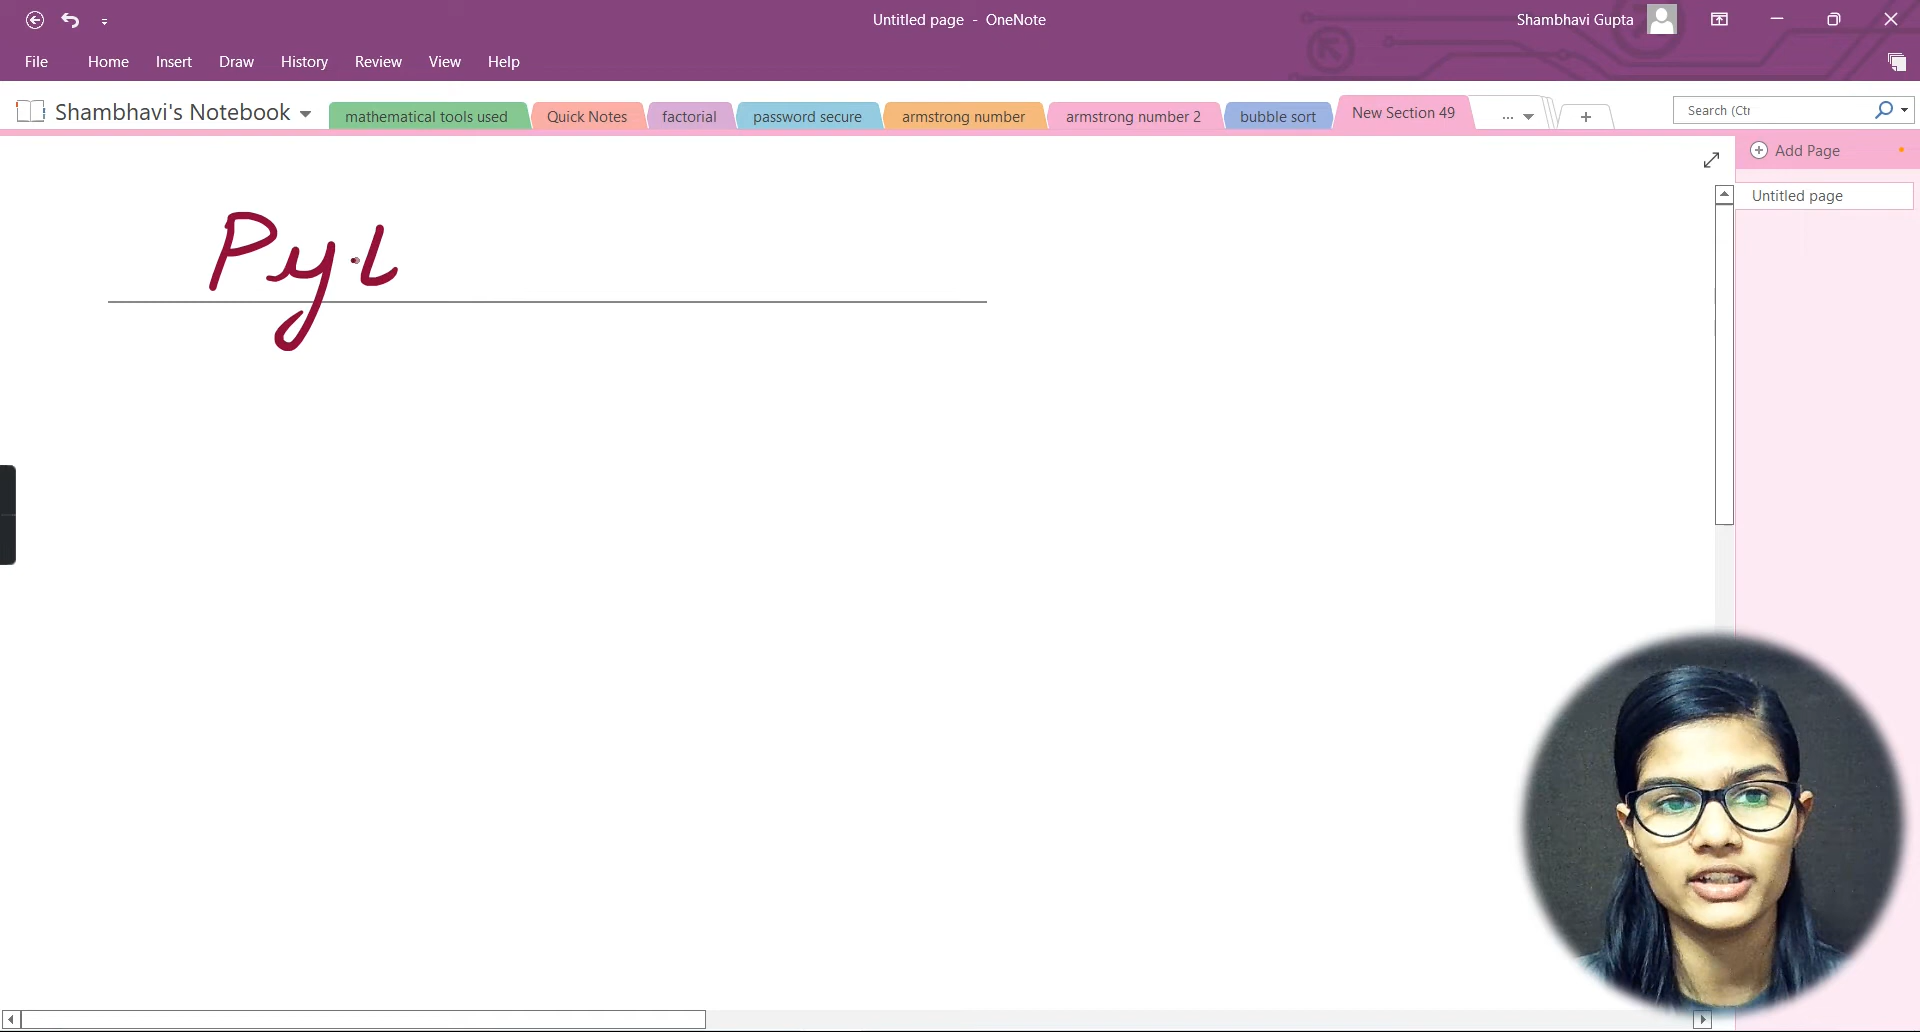 Untitled page - OneNote
Shambhavi Gupta
File Home Insert Draw History Review View Help
Shambhavi's Notebook
mathematical tools used Quick Notes factorial password secure armstrong number armstrong number 2 bubble sort New Section 49 ... +
Search (Ctr
Add Page
Untitled page